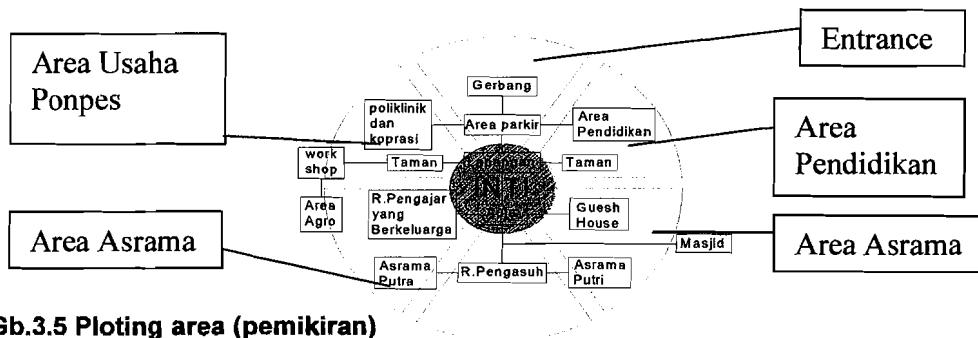 Area Usaha
Ponpes
Entrance
Gerbang
poliklinik
dan
koprasi
Area parkir
Area
Pendidikan
Area
Pendidikan
work
shop
Taman
Lapangan
Taman
INTI
Area
Agro
R.Pengajar
yang
Berkeluarga
Guesh
House
Area Asrama
Masjid
Area Asrama
Asrama
Putra
R.Pengasuh
Asrama
Putri
Gb.3.5 Ploting area (pemikiran)